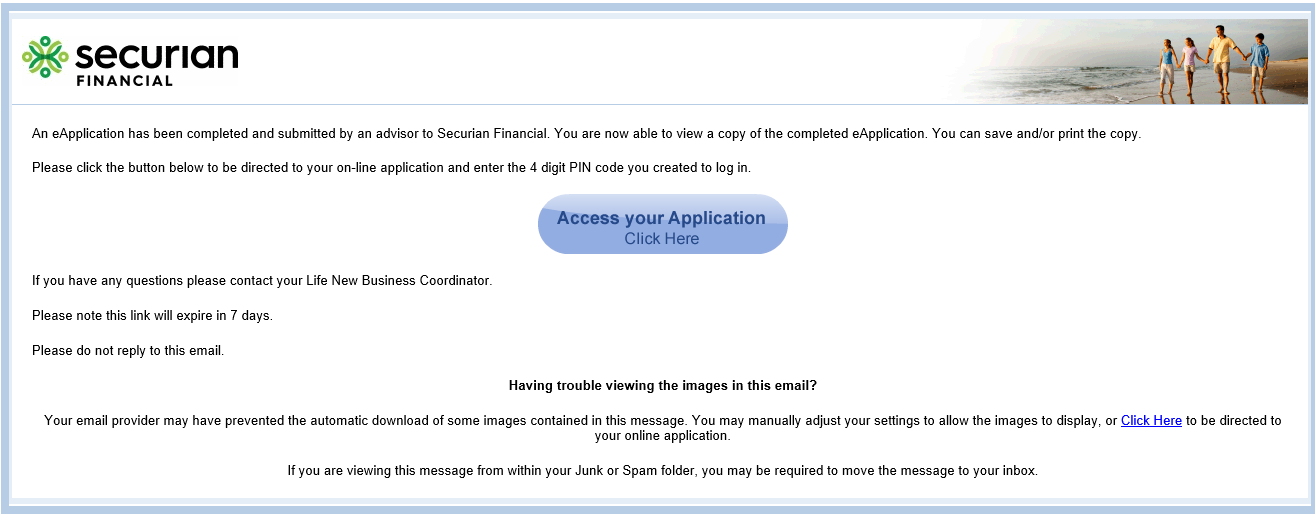 securian
FINANCIAL
An eApplication has been completed and submitted by an advisor to Securian Financial. You are now able to view a copy of the completed eApplication. You can save and/or print the copy.
Please click the button below to be directed to your on-line application and enter the 4 digit PIN code you created to log in.
Access your Application
Click Here
If you have any questions please contact your Life New Business Coordinator.
Please note this link will expire in 7 days.
Please do not reply to this email.
Having trouble viewing the images in this email?
Your email provider may have prevented the automatic download of some images contained in this message. You may manually adjust your settings to allow the images to display, or Click Here to be directed to
your online application.
If you are viewing this message from within your Junk or Spam folder, you may be required to move the message to your inbox.